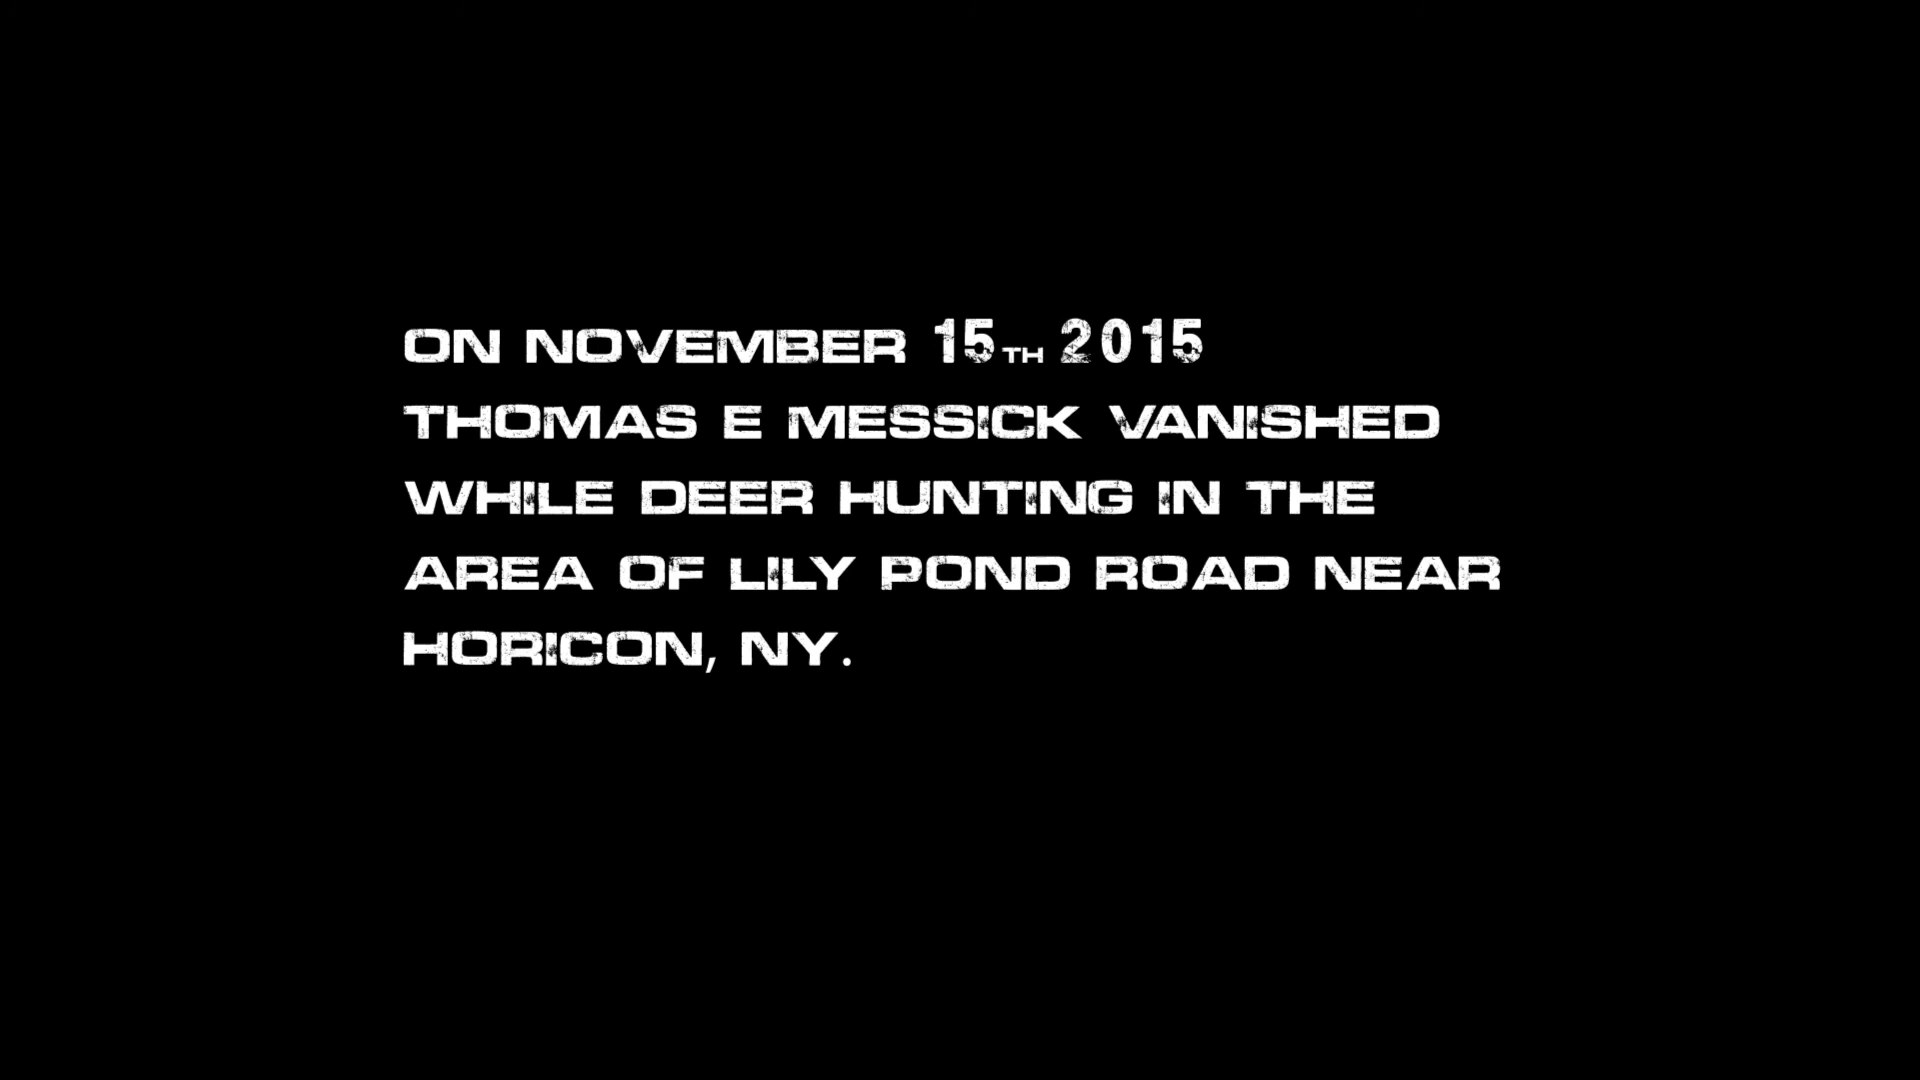 ON NOVEMBER 15TH 2015
THOMAS E MESSICK VANISHED
WHILE DEER HUNTING IN THE
AREA OF LILY POND ROAD NEAR
HORICON, NY.